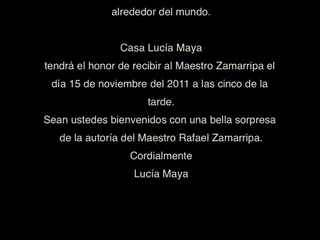 alrededor del mundo.
Casa Lucía Maya
tendrá el honor de recibir al Maestro Zamarripa el
día 15 de noviembre del 2011 a las cinco de la
tarde.
Sean ustedes bienvenidos con una bella sorpresa
de la autoría del Maestro Rafael Zamarripa.
Cordialmente
Lucía Maya